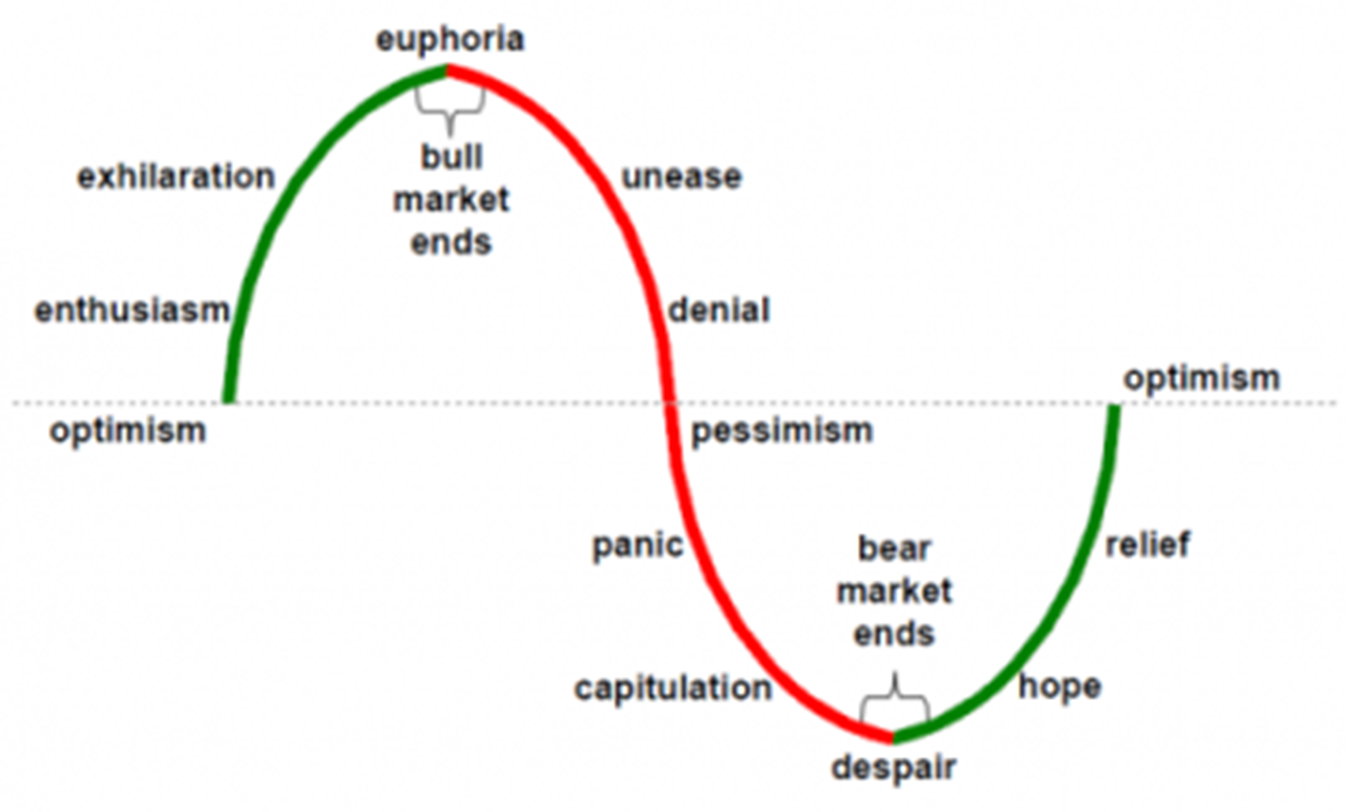 euphoria
exhilaration
bull
market
ends
unease
enthusiasm
denial
optimism
optimism
pessimism
panic
bear
market
ends
relief
capitulation
hope
despair